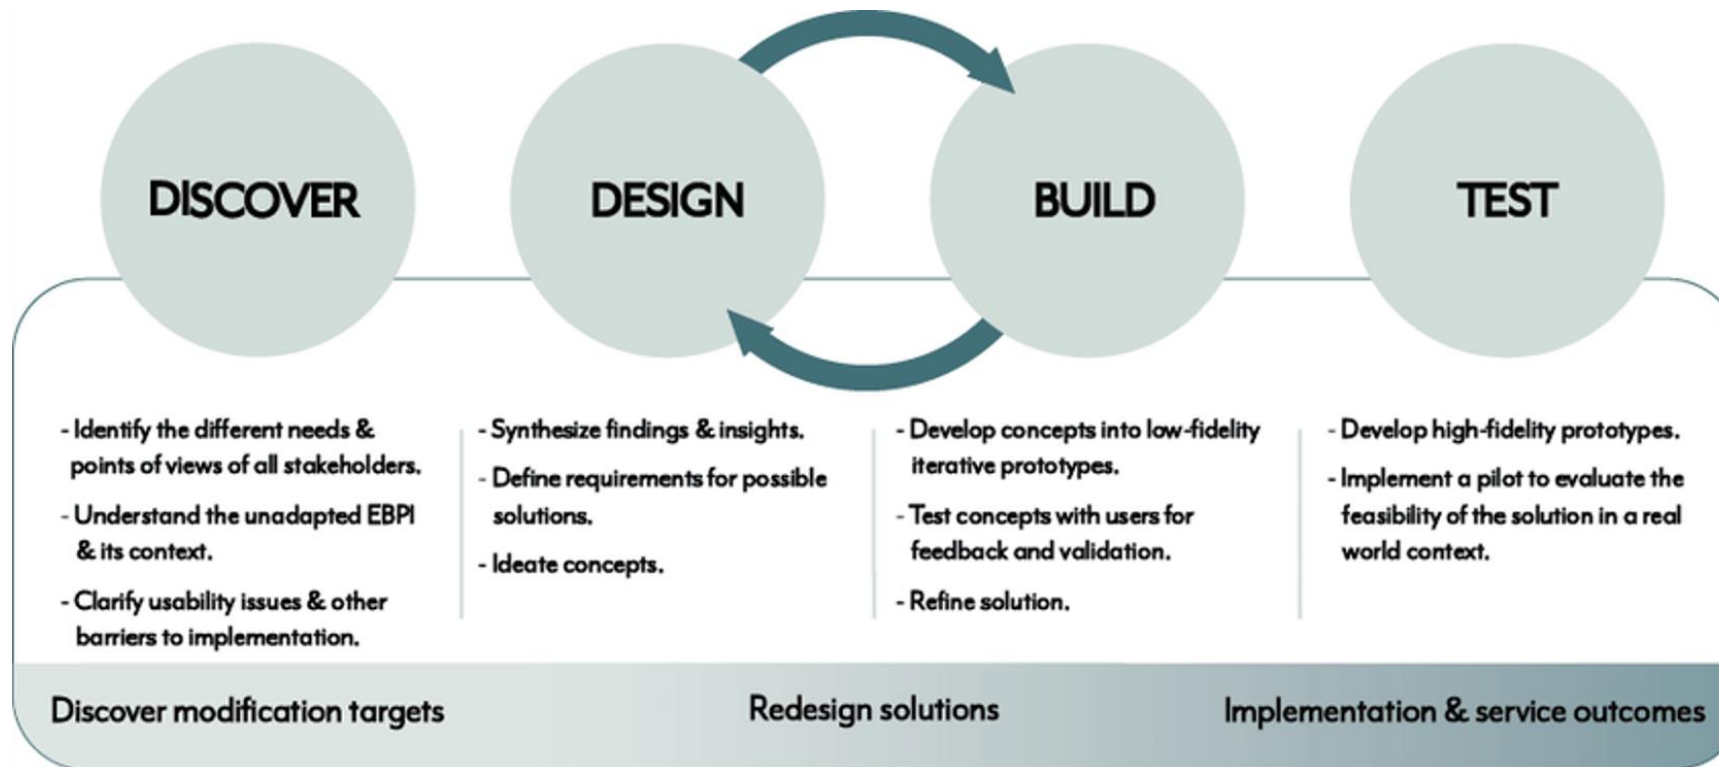 DISCOVER
DESIGN
BUILD
TEST
- Identify the different needs &
points of views of all stakeholders.
- Understand the unadapted EBPI
& its context.
- Clarify usability issues & other
barriers to implementation.
- Synthesize findings & insights.
- Define requirements for possible
solutions.
- Ideate concepts.
- Develop concepts into low-fidelity
iterative prototypes.
- Test concepts with users for
feedback and validation.
- Refine solution.
- Develop high-fidelity prototypes.
- Implement a pilot to evaluate the
feasibility of the solution in a real
world context.
Discover modification targets
Redesign solutions
Implementation & service outcomes